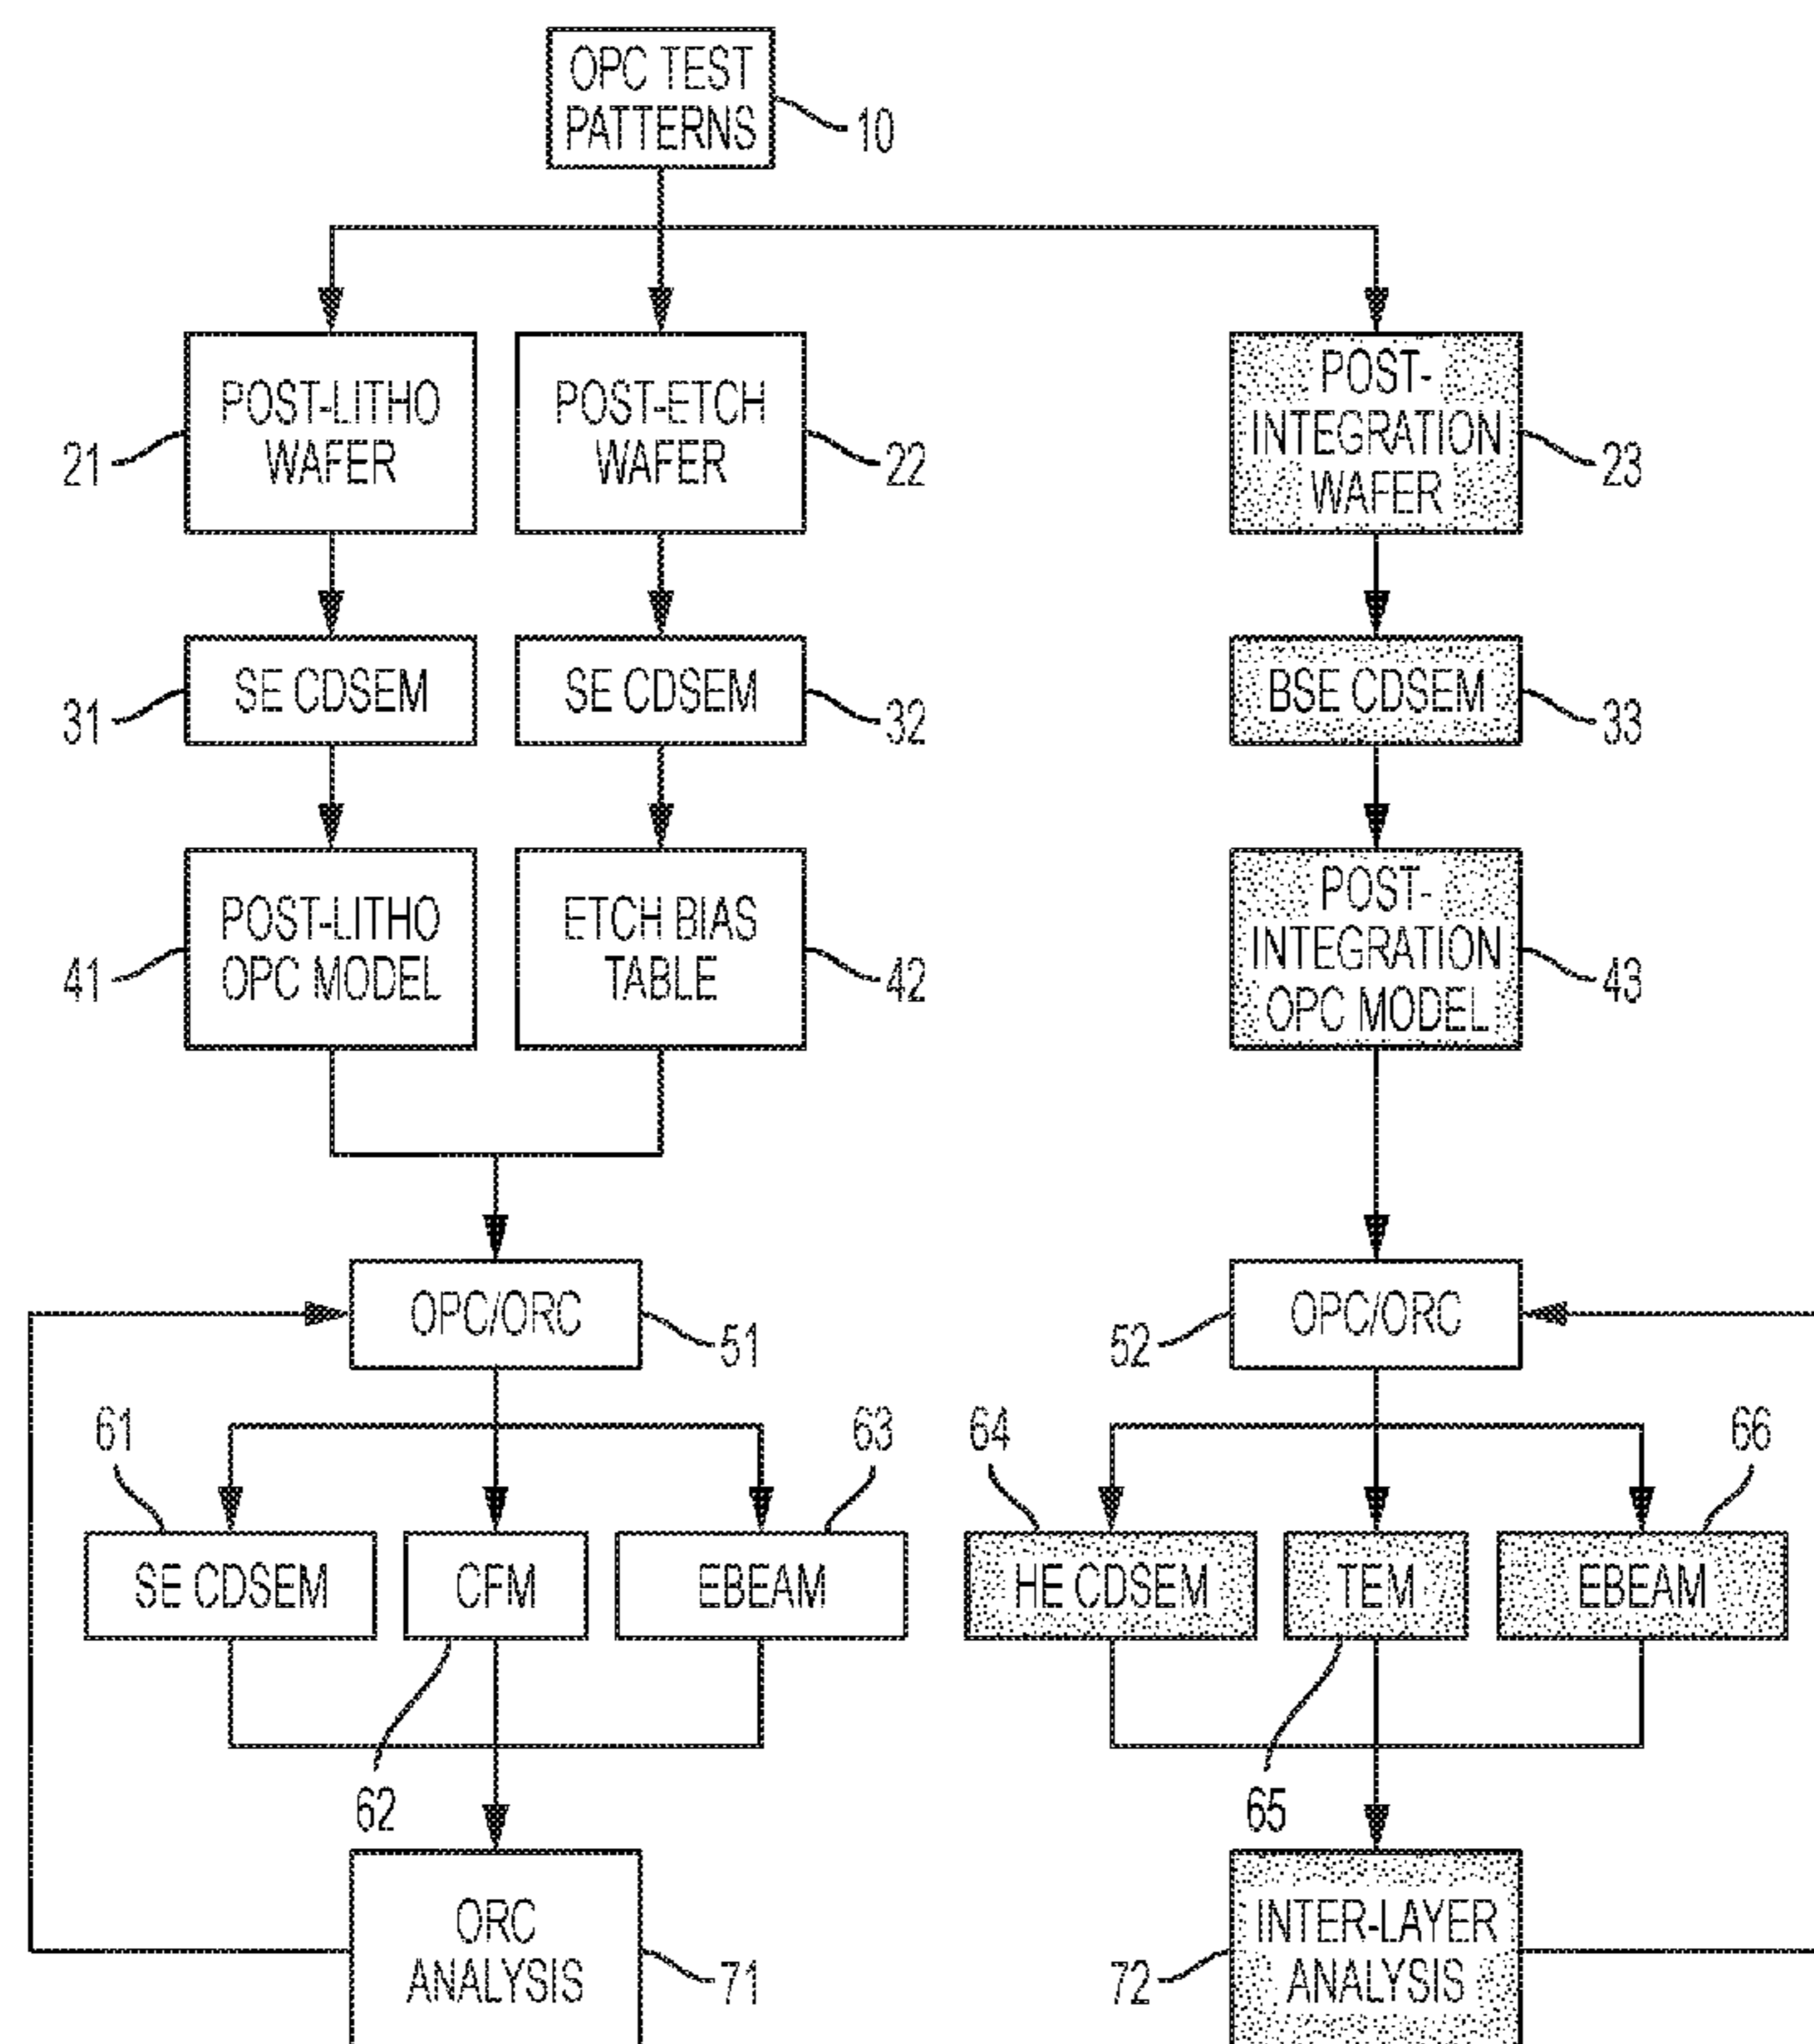 OPC TEST
PATTERNS
10
POST-LITHO
WAFER
21
POST-ETCH
WAFER
22
POST-
INTEGRATION
WAFER
23
SE CDSEM
31
SE CDSEM
32
BSE CDSEM
33
POST-LITHO
OPC MODEL
41
ETCH BIAS
TABLE
42
POST-
INTEGRATION
OPC MODEL
43
OPC/ORC
51
OPC/ORC
52
61
63
64
66
SE CDSEM
CFM
EBEAM
HE CDSEM
TEM
EBEAM
62
65
ORC
ANALYSIS
71
INTER-LAYER
ANALYSIS
72